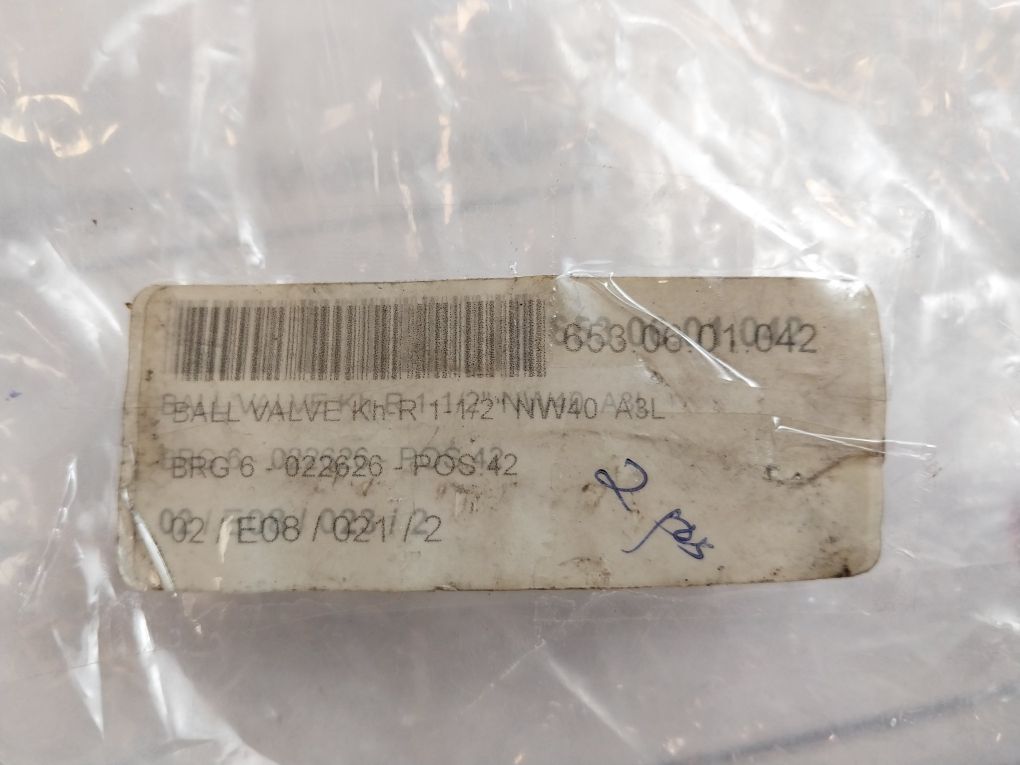 653.06.01.042
BALL VALVE Kh-R 1-1/2" NW40 A3L
BRG 6 - 022626 - POS 42
02 / E08 / 021 / 2
2 pcs